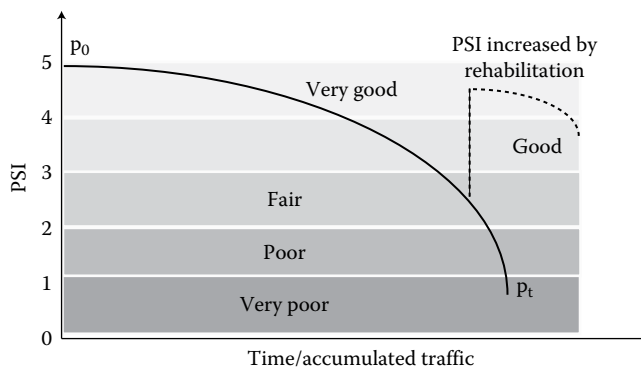 p0
PSI increased by
rehabilitation
5
Very good
4
Good
3
PSI
Fair
2
Poor
1
pt
Very poor
0
Time/accumulated traffic